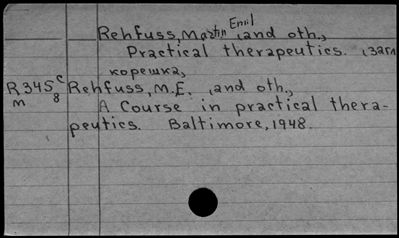 Rehfuss, Martin Emil, and oth.,
Practical therapeutics. (Загл
корешка,
R345 c/8 Rehfuss, M.E., and oth.,
m A Course in practical thera-
peutics. Baltimore, 1948.